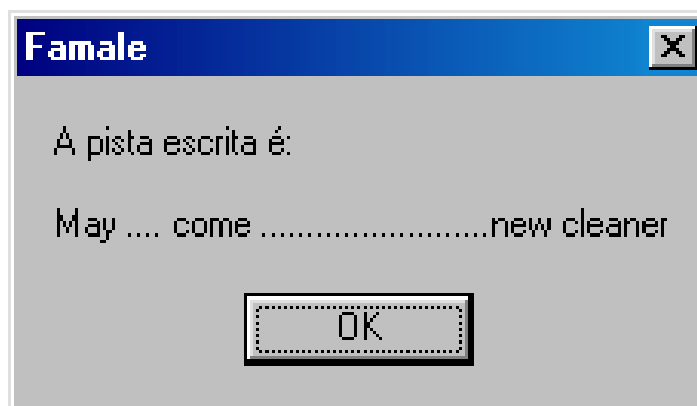 Famale
A pista escrita é:
May .... come .........................new cleaner
OK